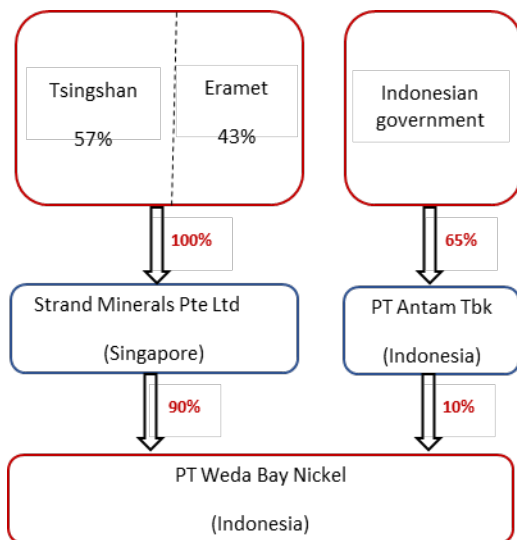 Tsingshan
57%
Eramet
43%
Indonesian
government
100%
65%
Strand Minerals Pte Ltd
(Singapore)
PT Antam Tbk
(Indonesia)
90%
10%
PT Weda Bay Nickel
(Indonesia)